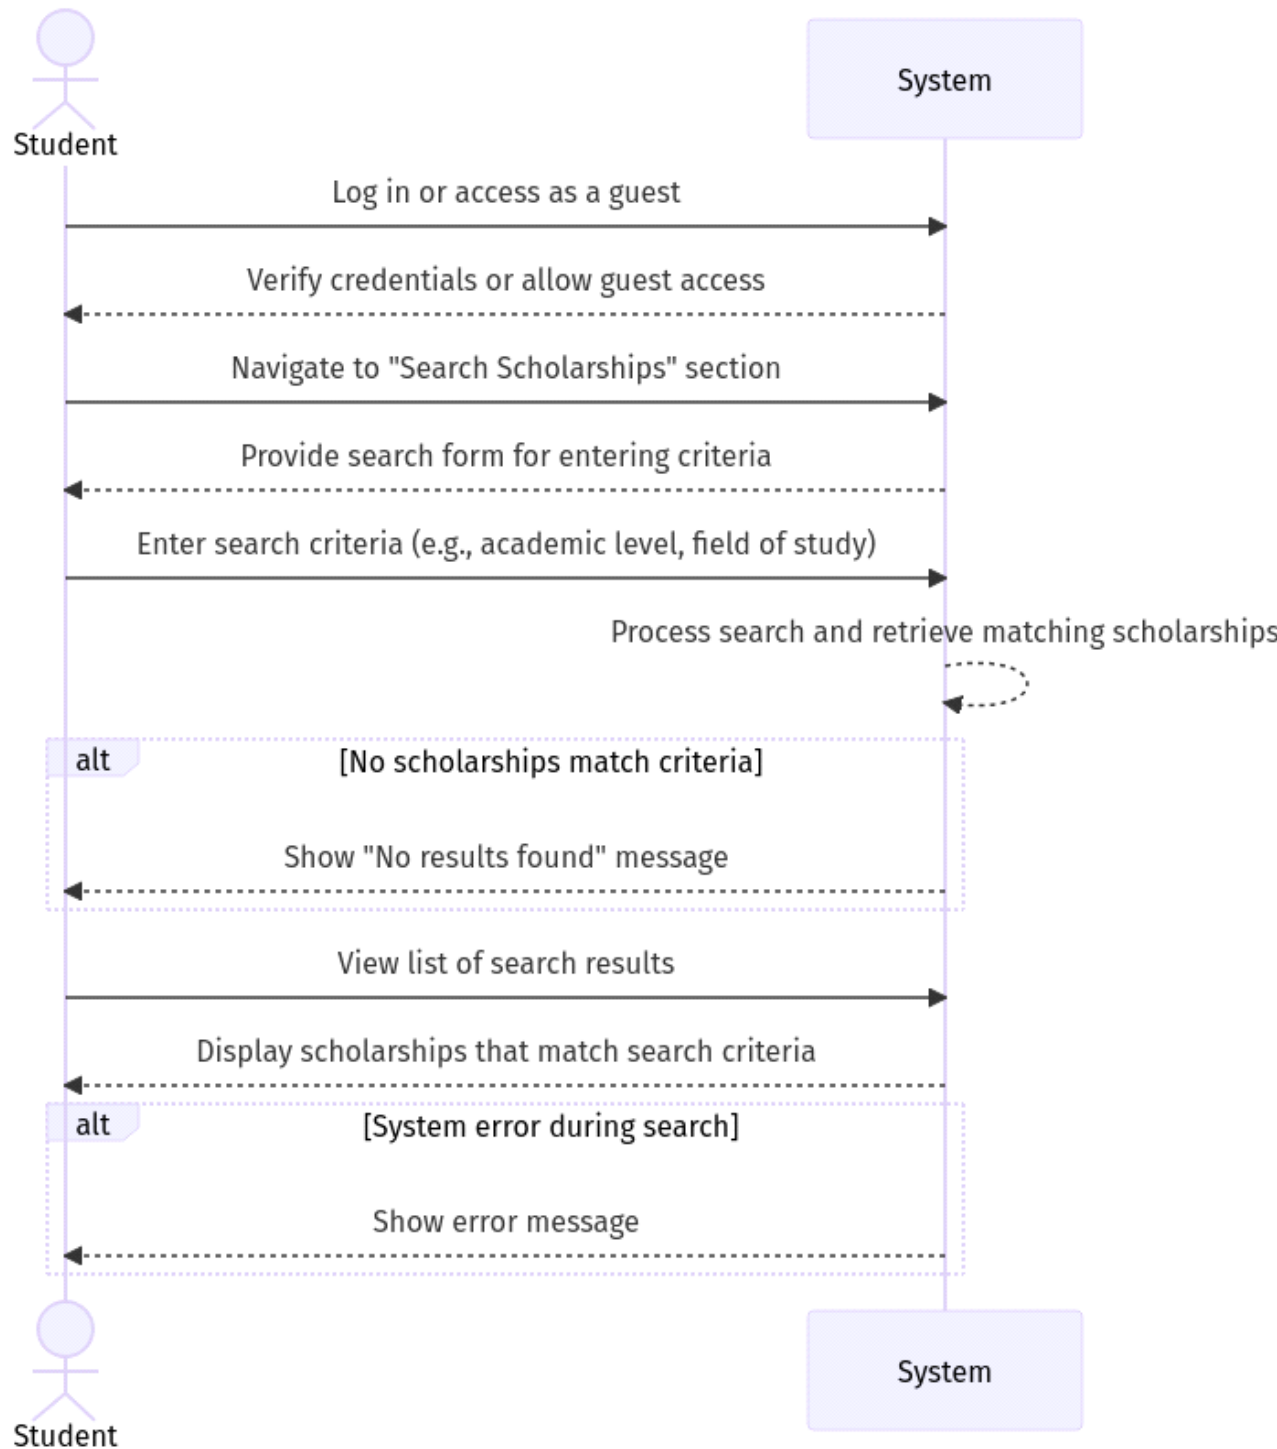 System
Student
Log in or access as a guest
Verify credentials or allow guest access
Navigate to "Search Scholarships" section
Provide search form for entering criteria
Enter search criteria (e.g., academic level, field of study)
Process search and retrieve matching scholarships
alt
[No scholarships match criteria]
Show "No results found" message
View list of search results
Display scholarships that match search criteria
alt
[System error during search]
Show error message
System
Student